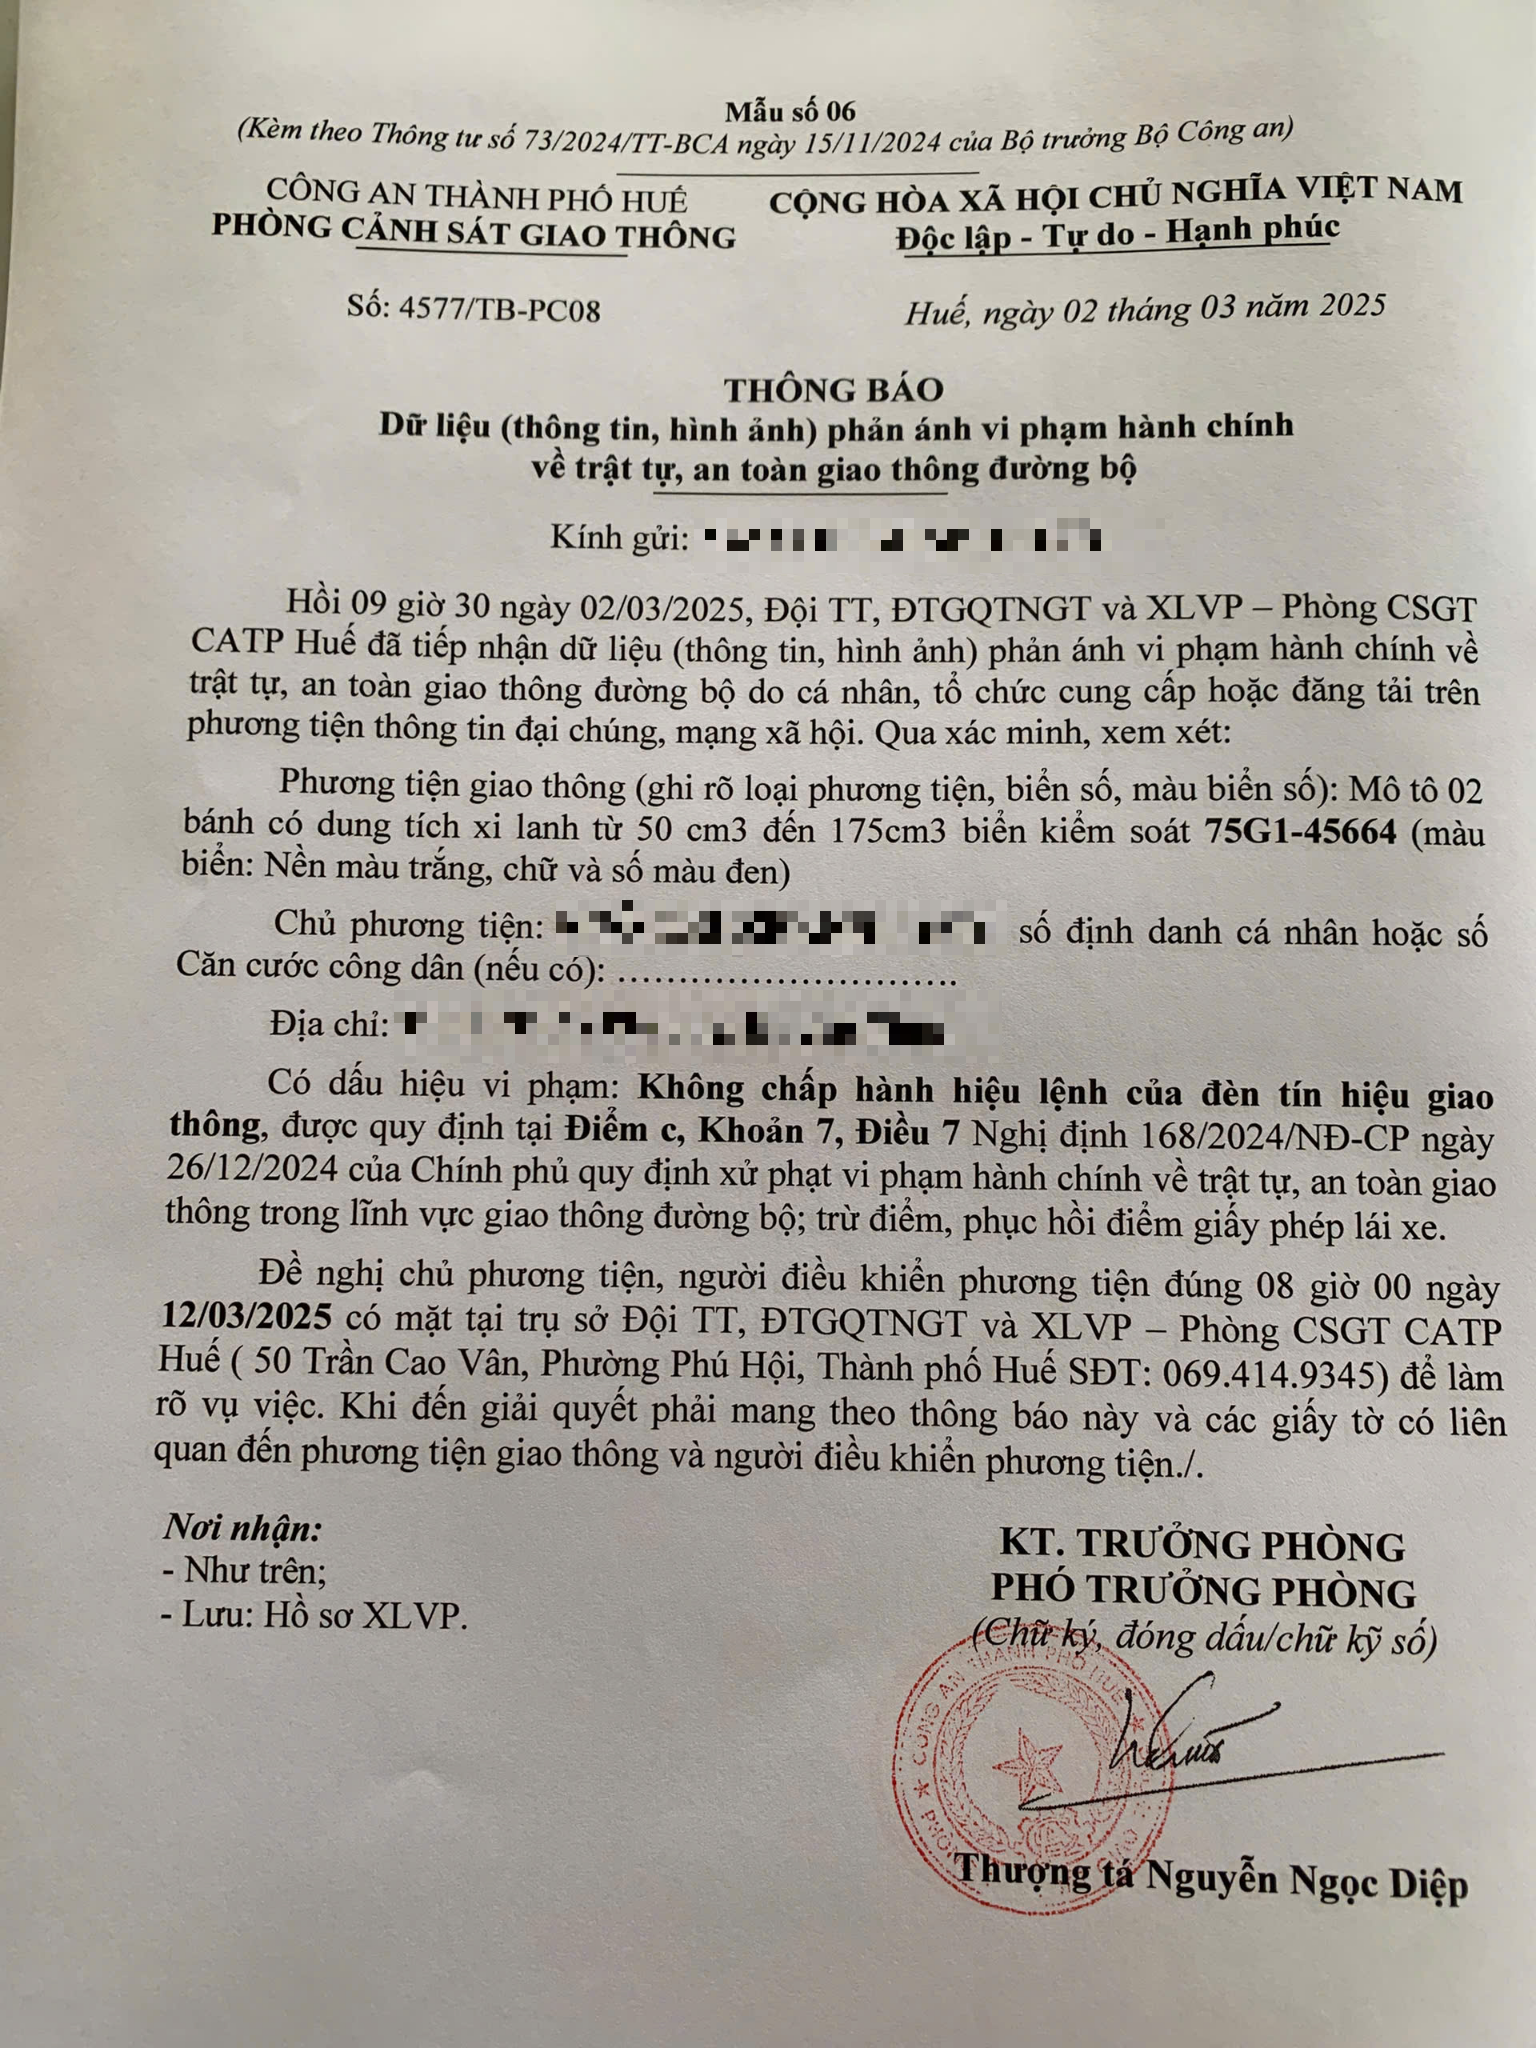 Mẫu số 06
(Kèm theo Thông tư số 73/2024/TT-BCA ngày 15/11/2024 của Bộ trưởng Bộ Công an)
CÔNG AN THÀNH PHỐ HUẾ
PHÒNG CẢNH SÁT GIAO THÔNG
CỘNG HÒA XÃ HỘI CHỦ NGHĨA VIỆT NAM
Độc lập - Tự do - Hạnh phúc
Số: 4577/TB-PC08
Huế, ngày 02 tháng 03 năm 2025
THÔNG BÁO
Dữ liệu (thông tin, hình ảnh) phản ánh vi phạm hành chính
về trật tự, an toàn giao thông đường bộ
Kính gửi:
Hồi 09 giờ 30 ngày 02/03/2025, Đội TT, ĐTGQTNGT và XLVP – Phòng CSGT
CATP Huế đã tiếp nhận dữ liệu (thông tin, hình ảnh) phản ánh vi phạm hành chính về
trật tự, an toàn giao thông đường bộ do cá nhân, tổ chức cung cấp hoặc đăng tải trên
phương tiện thông tin đại chúng, mạng xã hội. Qua xác minh, xem xét:
Phương tiện giao thông (ghi rõ loại phương tiện, biển số, màu biển số): Mô tô 02
bánh có dung tích xi lanh từ 50 cm3 đến 175cm3 biển kiểm soát 75G1-45664 (màu
biển: Nền màu trắng, chữ và số màu đen)
Chủ phương tiện: số định danh cá nhân hoặc số
Căn cước công dân (nếu có): ................................
Địa chỉ:
Có dấu hiệu vi phạm: Không chấp hành hiệu lệnh của đèn tín hiệu giao
thông, được quy định tại Điểm c, Khoản 7, Điều 7 Nghị định 168/2024/NĐ-CP ngày
26/12/2024 của Chính phủ quy định xử phạt vi phạm hành chính về trật tự, an toàn giao
thông trong lĩnh vực giao thông đường bộ; trừ điểm, phục hồi điểm giấy phép lái xe.
Đề nghị chủ phương tiện, người điều khiển phương tiện đúng 08 giờ 00 ngày
12/03/2025 có mặt tại trụ sở Đội TT, ĐTGQTNGT và XLVP – Phòng CSGT CATP
Huế ( 50 Trần Cao Vân, Phường Phú Hội, Thành phố Huế SĐT: 069.414.9345) để làm
rõ vụ việc. Khi đến giải quyết phải mang theo thông báo này và các giấy tờ có liên
quan đến phương tiện giao thông và người điều khiển phương tiện./.
Nơi nhận:
- Như trên;
- Lưu: Hồ sơ XLVP.
KT. TRƯỞNG PHÒNG
PHÓ TRƯỞNG PHÒNG
(Chữ ký, đóng dấu/chữ kỹ số)
CÔNG AN THÀNH PHỐ HUẾ
Thượng tá Nguyễn Ngọc Diệp